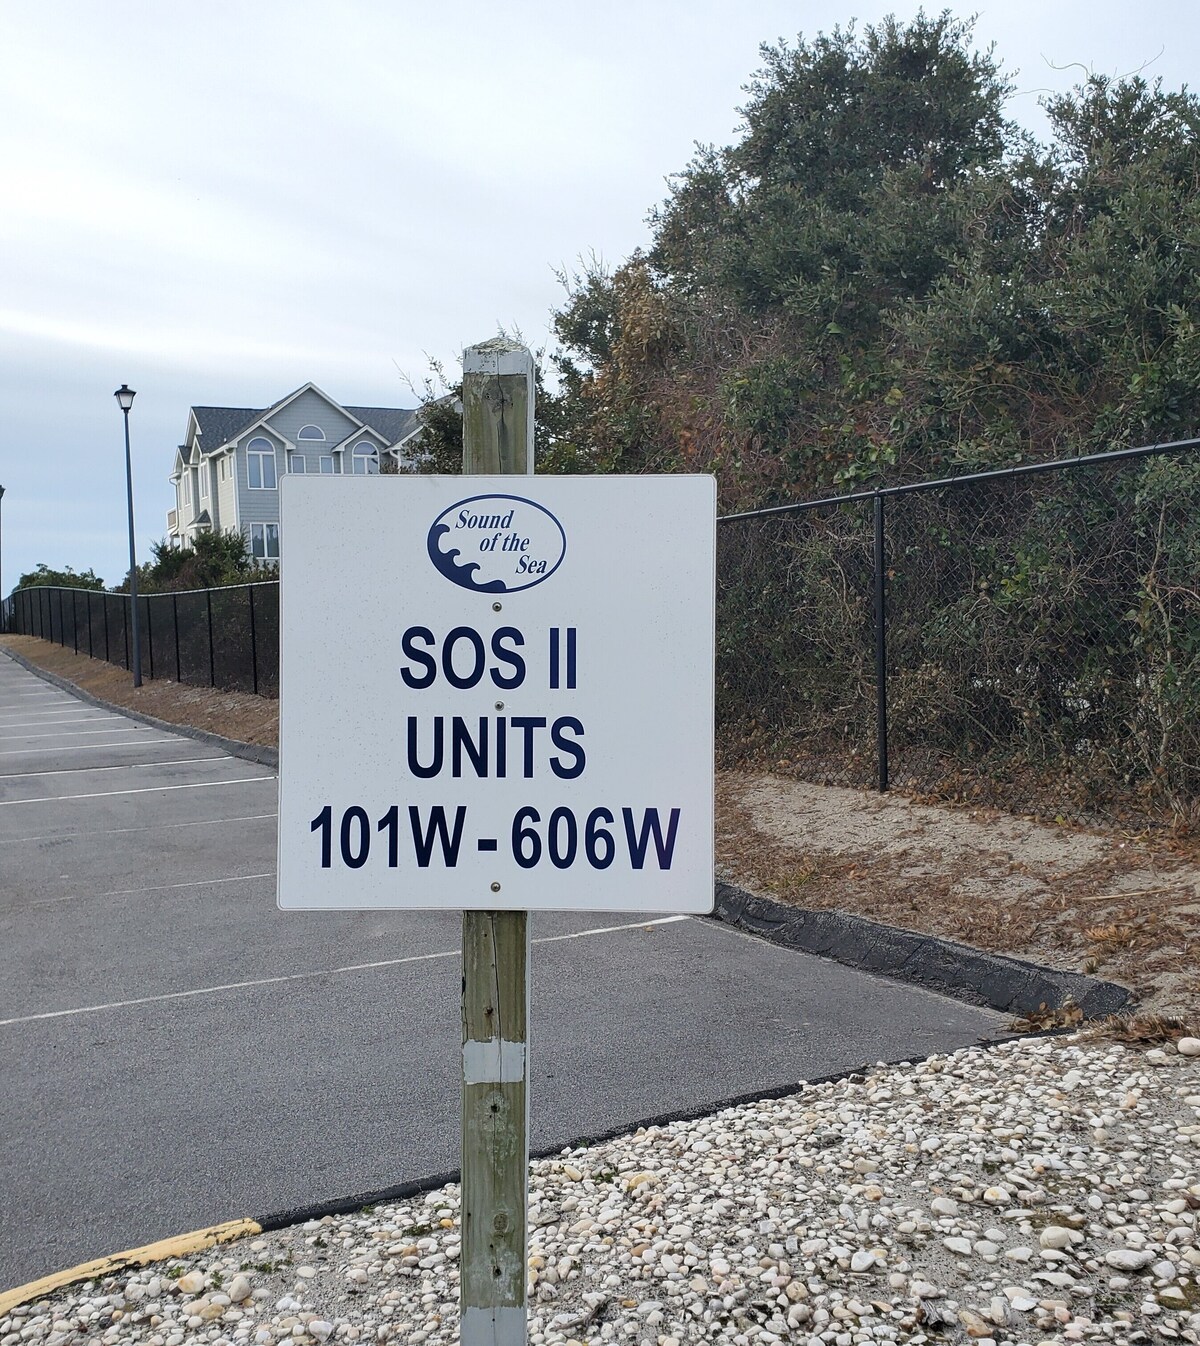 Sound
of the
Sea
SOS II
UNITS
101W - 606W